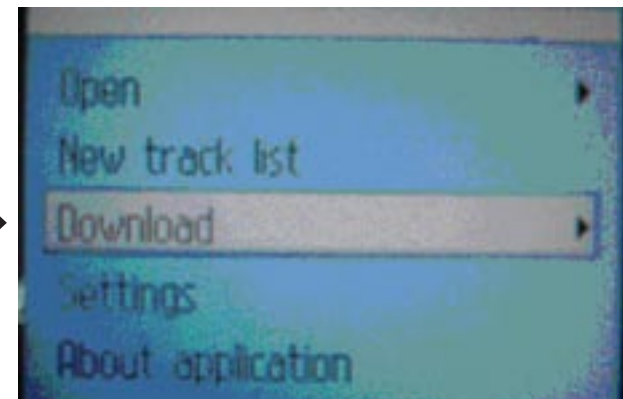 Open
New track list
Download
Settings
About application